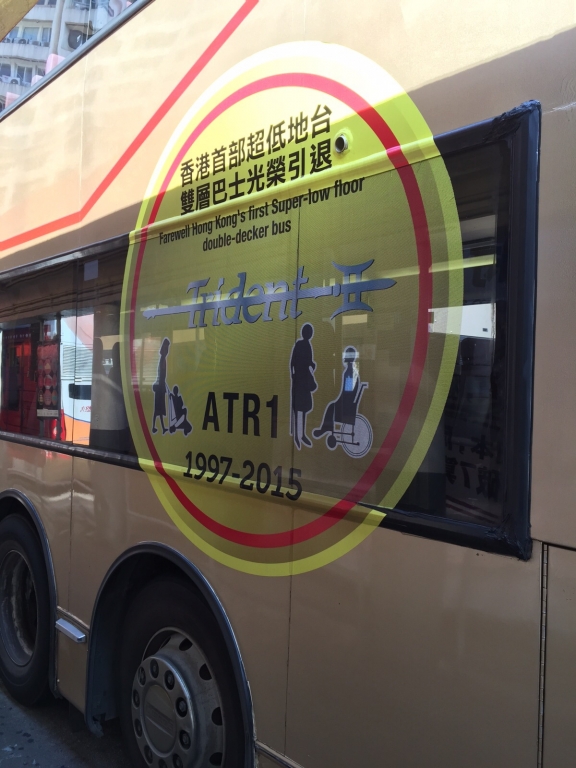 香港首部超低地台
雙層巴士光榮引退
Farewell Hong Kong's first Super-low floor
double-decker bus
Trident
ATR1
1997-2015